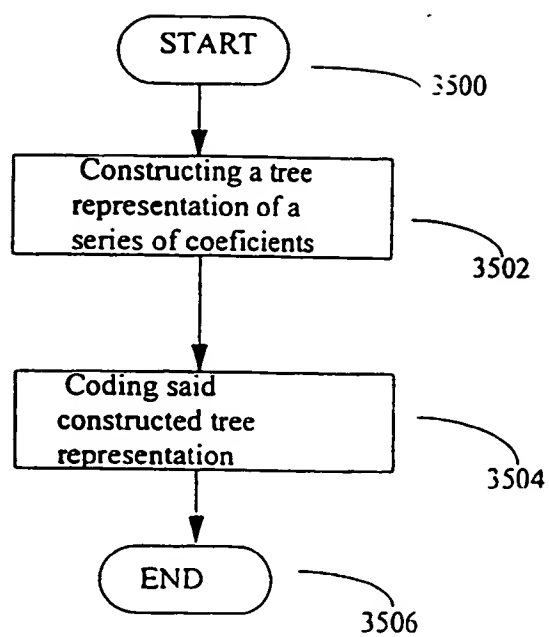 START
3500
Constructing a tree
representation of a
series of coeficients
3502
Coding said
constructed tree
representation
3504
END
3506